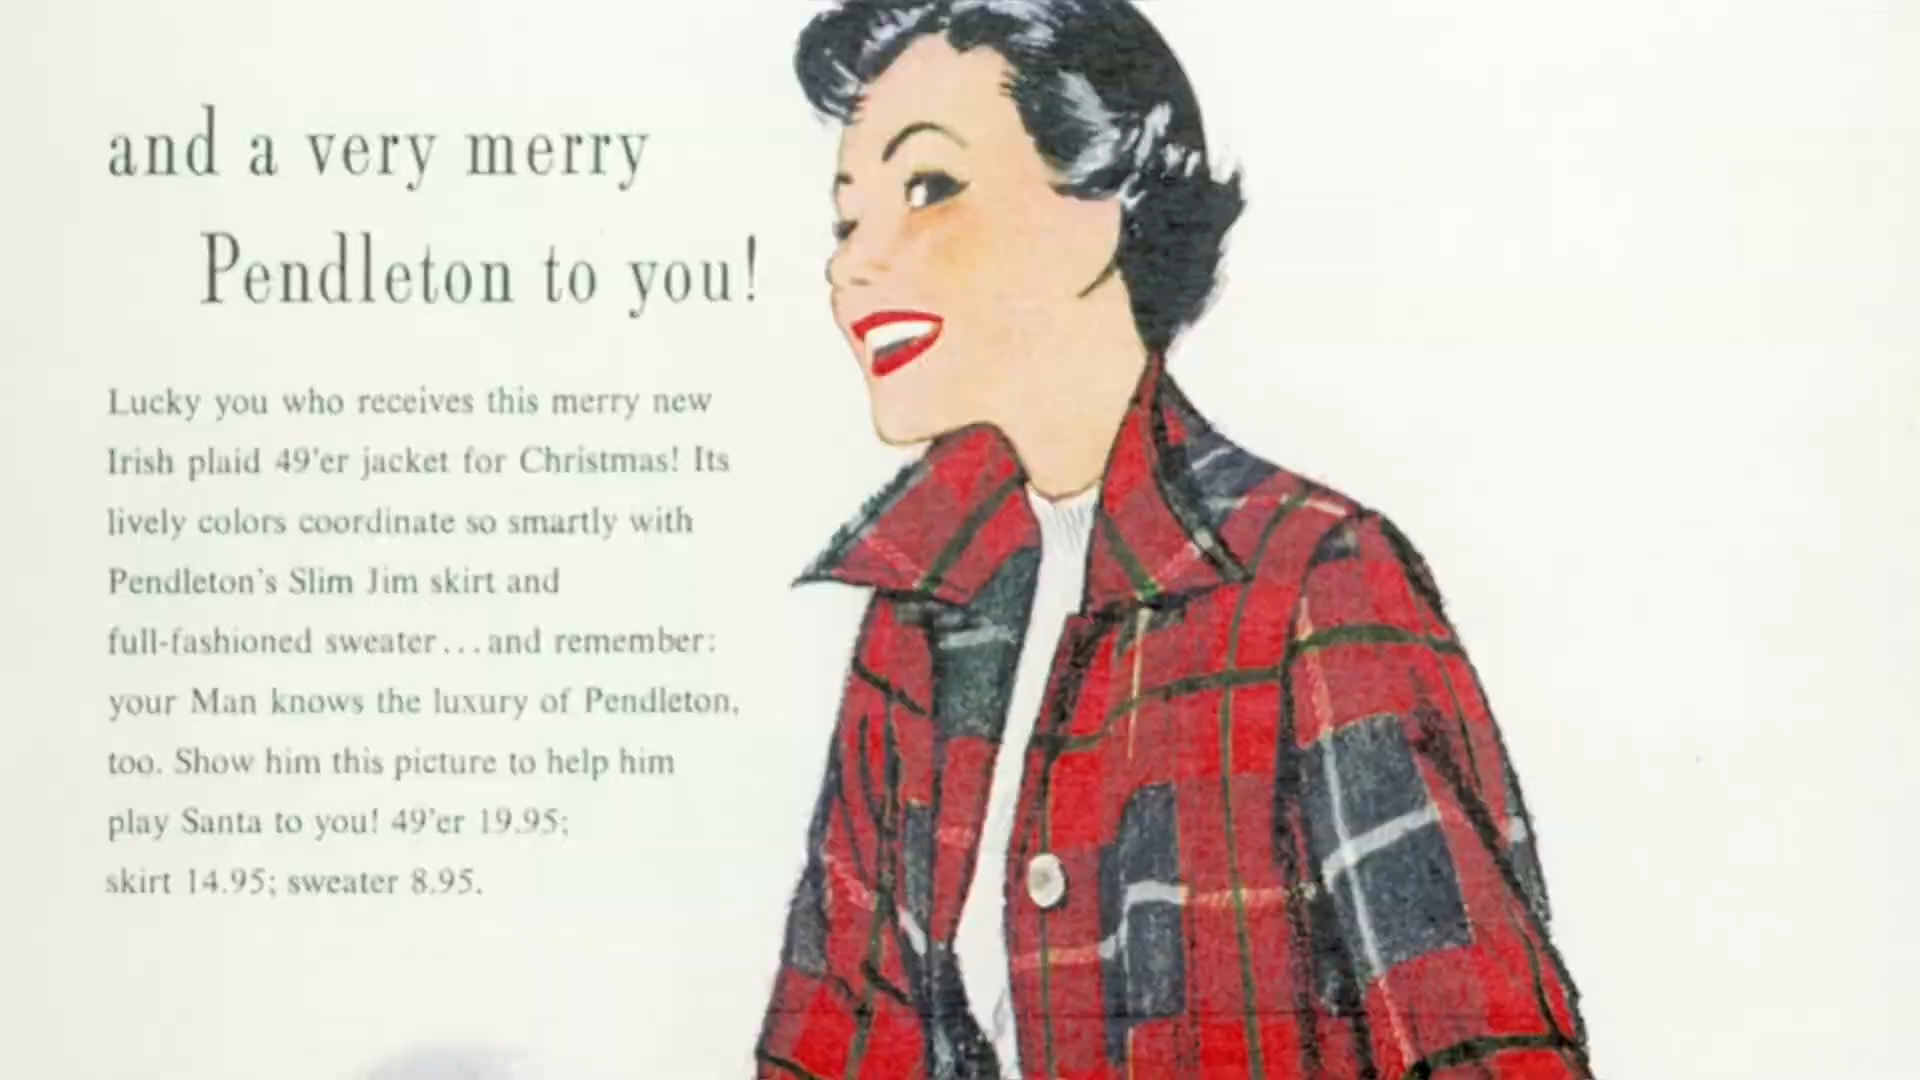 and a very merry
Pendleton to you!
Lucky you who receives this merry new
Irish plaid 49'er jacket for Christmas! Its
lively colors coordinate so smartly with
Pendleton's Slim Jim skirt and
full-fashioned sweater...and remember:
your Man knows the luxury of Pendleton,
too. Show him this picture to help him
play Santa to you! 49'er 19.95;
skirt 14.95; sweater 8.95.